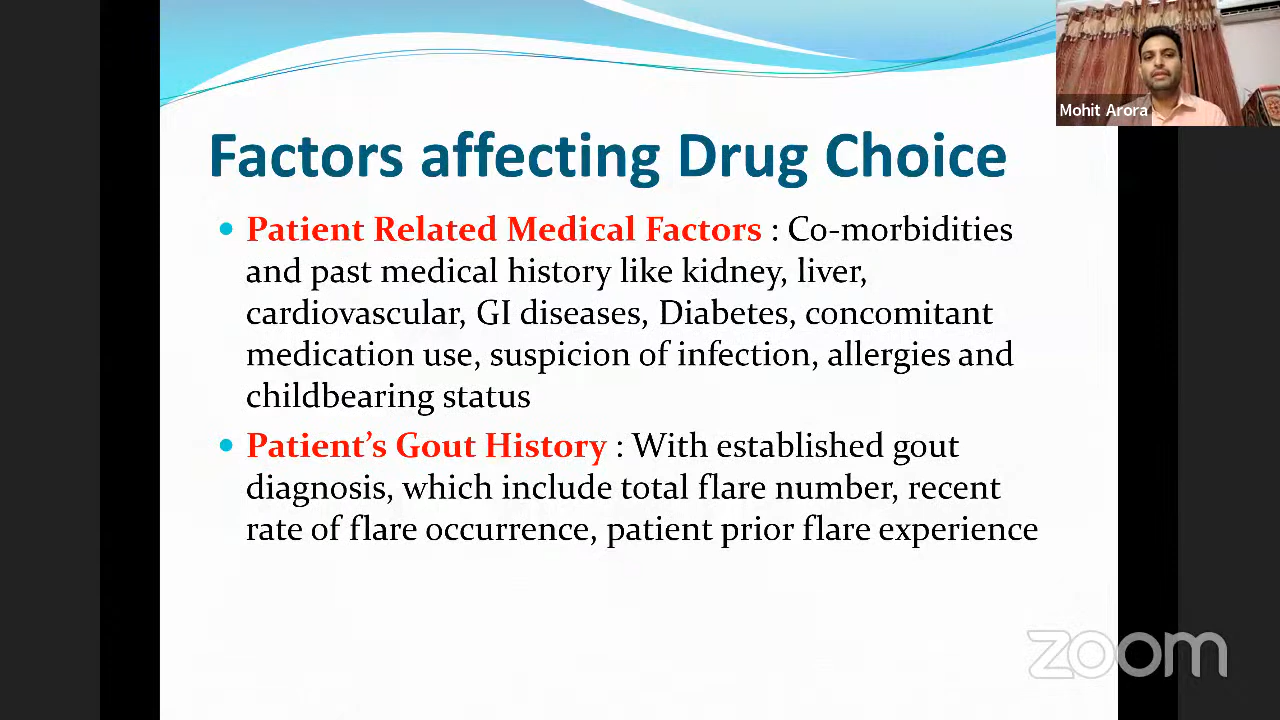 Mohit Arora
Factors affecting Drug Choice
• Patient Related Medical Factors : Co-morbidities
and past medical history like kidney, liver,
cardiovascular, GI diseases, Diabetes, concomitant
medication use, suspicion of infection, allergies and
childbearing status
• Patient’s Gout History : With established gout
diagnosis, which include total flare number, recent
rate of flare occurrence, patient prior flare experience
zoom